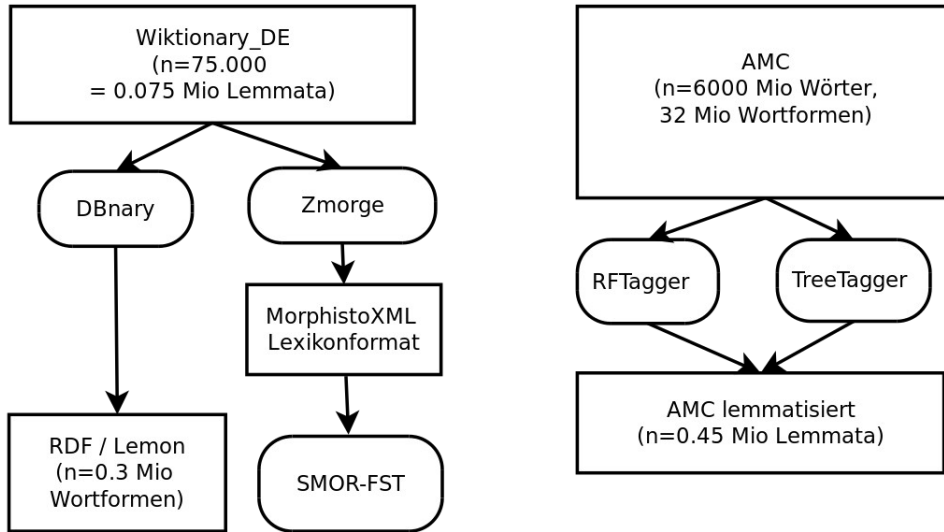 Wiktionary_DE
(n=75.000
= 0.075 Mio Lemmata)
AMC
(n=6000 Mio Wörter,
32 Mio Wortformen)
DBnary
Zmorge
RFTagger
TreeTagger
MorphistoXML
Lexikonformat
AMC lemmatisiert
(n=0.45 Mio Lemmata)
RDF / Lemon
(n=0.3 Mio
Wortformen)
SMOR-FST